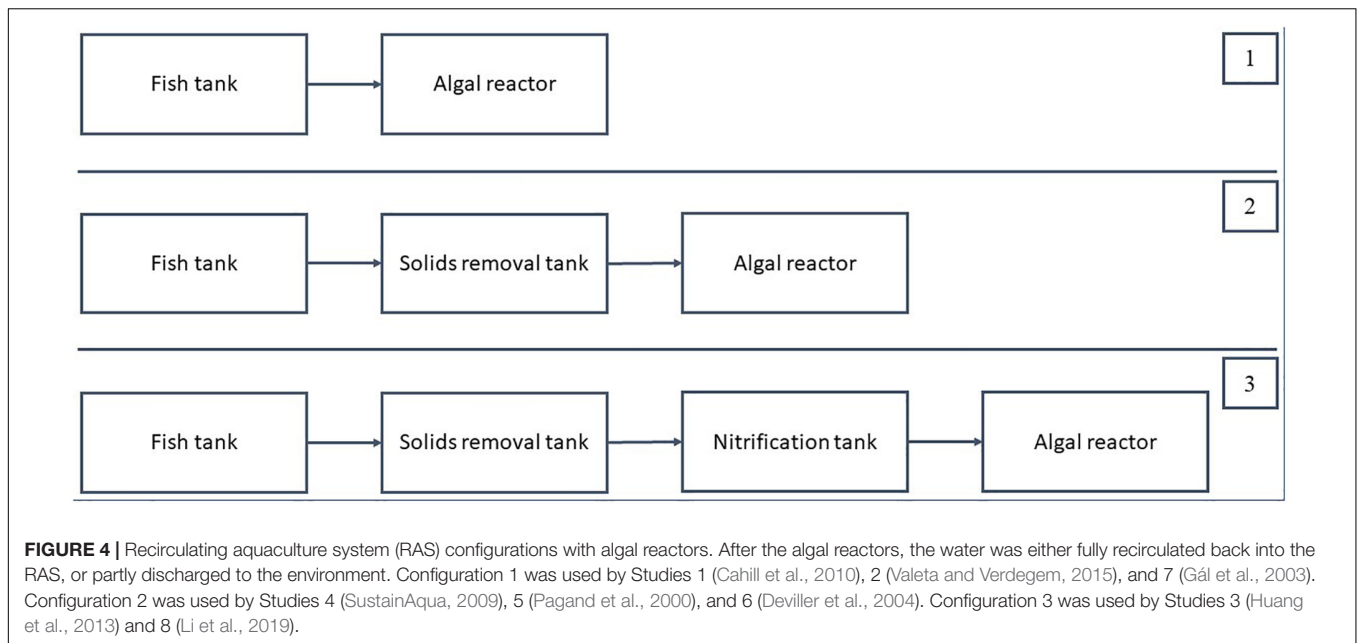 1
Fish tank
Algal reactor
2
Fish tank
Solids removal tank
Algal reactor
3
Fish tank
Solids removal tank
Nitrification tank
Algal reactor
FIGURE 4 | Recirculating aquaculture system (RAS) configurations with algal reactors. After the algal reactors, the water was either fully recirculated back into the
RAS, or partly discharged to the environment. Configuration 1 was used by Studies 1 (Cahill et al., 2010), 2 (Valeta and Verdegem, 2015), and 7 (Gál et al., 2003).
Configuration 2 was used by Studies 4 (SustainAqua, 2009), 5 (Pagand et al., 2000), and 6 (Deviller et al., 2004). Configuration 3 was used by Studies 3 (Huang
et al., 2013) and 8 (Li et al., 2019).